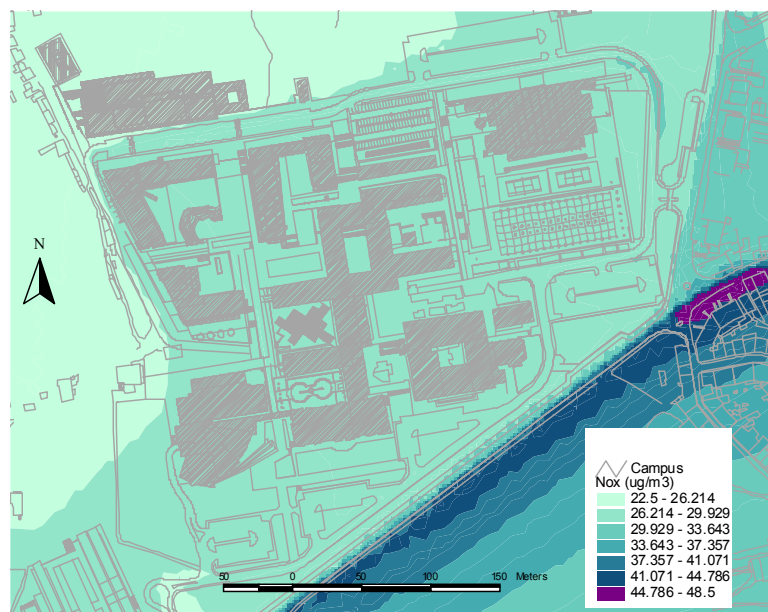 N
Campus
Nox (ug/m3)
22.5 - 26.214
26.214 - 29.929
29.929 - 33.643
33.643 - 37.357
37.357 - 41.071
41.071 - 44.786
44.786 - 48.5
50 0 50 100 150 Meters